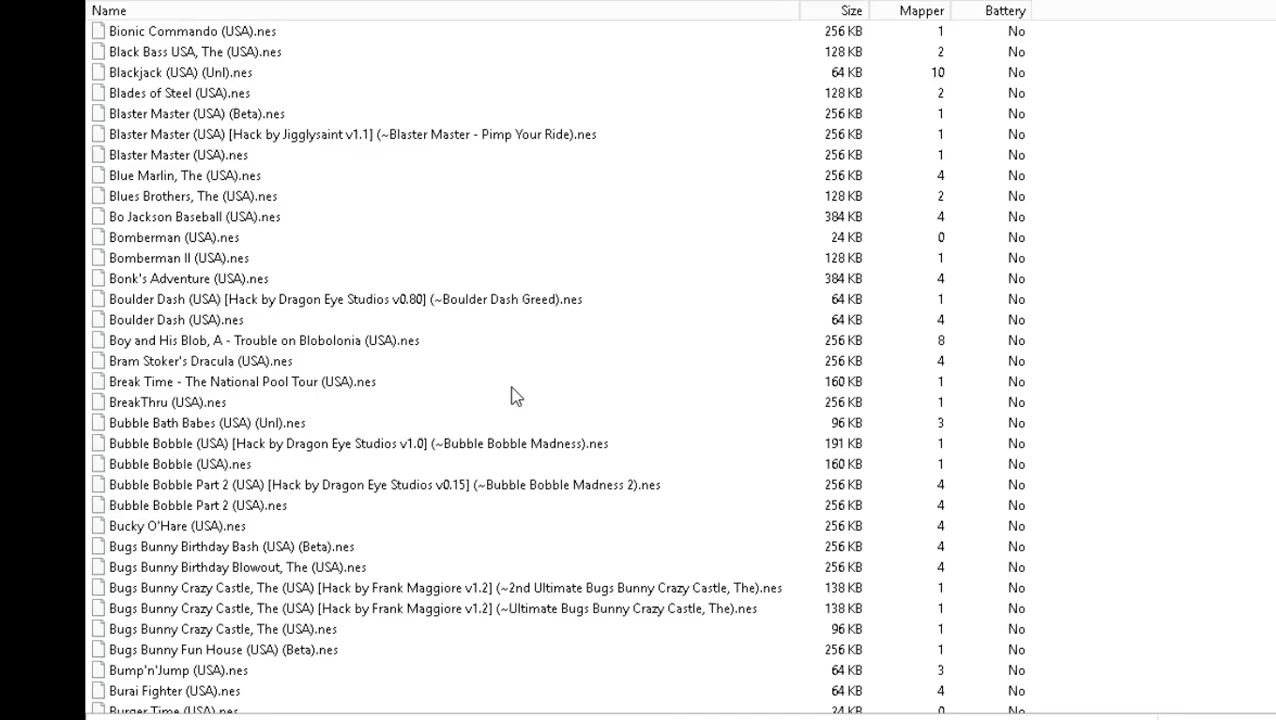 Name Size Mapper Battery
Bionic Commando (USA).nes 256 KB 1 No
Black Bass USA, The (USA).nes 128 KB 2 No
Blackjack (USA) (Unl).nes 64 KB 10 No
Blades of Steel (USA).nes 128 KB 2 No
Blaster Master (USA) (Beta).nes 256 KB 1 No
Blaster Master (USA) [Hack by Jigglysaint v1.1] (~Blaster Master - Pimp Your Ride).nes 256 KB 1 No
Blaster Master (USA).nes 256 KB 1 No
Blue Marlin, The (USA).nes 256 KB 4 No
Blues Brothers, The (USA).nes 128 KB 2 No
Bo Jackson Baseball (USA).nes 384 KB 4 No
Bomberman (USA).nes 24 KB 0 No
Bomberman II (USA).nes 128 KB 1 No
Bonk's Adventure (USA).nes 384 KB 4 No
Boulder Dash (USA) [Hack by Dragon Eye Studios v0.80] (~Boulder Dash Greed).nes 64 KB 1 No
Boulder Dash (USA).nes 64 KB 4 No
Boy and His Blob, A - Trouble on Blobolonia (USA).nes 256 KB 8 No
Bram Stoker's Dracula (USA).nes 256 KB 4 No
Break Time - The National Pool Tour (USA).nes 160 KB 1 No
BreakThru (USA).nes 256 KB 1 No
Bubble Bath Babes (USA) (Unl).nes 96 KB 3 No
Bubble Bobble (USA) [Hack by Dragon Eye Studios v1.0] (~Bubble Bobble Madness).nes 191 KB 1 No
Bubble Bobble (USA).nes 160 KB 1 No
Bubble Bobble Part 2 (USA) [Hack by Dragon Eye Studios v0.15] (~Bubble Bobble Madness 2).nes 256 KB 4 No
Bubble Bobble Part 2 (USA).nes 256 KB 4 No
Bucky O'Hare (USA).nes 256 KB 4 No
Bugs Bunny Birthday Bash (USA) (Beta).nes 256 KB 4 No
Bugs Bunny Birthday Blowout, The (USA).nes 256 KB 4 No
Bugs Bunny Crazy Castle, The (USA) [Hack by Frank Maggiore v1.2] (~2nd Ultimate Bugs Bunny Crazy Castle, The).nes 138 KB 1 No
Bugs Bunny Crazy Castle, The (USA) [Hack by Frank Maggiore v1.2] (~Ultimate Bugs Bunny Crazy Castle, The).nes 138 KB 1 No
Bugs Bunny Crazy Castle, The (USA).nes 96 KB 1 No
Bugs Bunny Fun House (USA) (Beta).nes 256 KB 1 No
Bump'n'Jump (USA).nes 64 KB 3 No
Burai Fighter (USA).nes 64 KB 4 No
Burger Time (USA).nes 24 KB 0 No